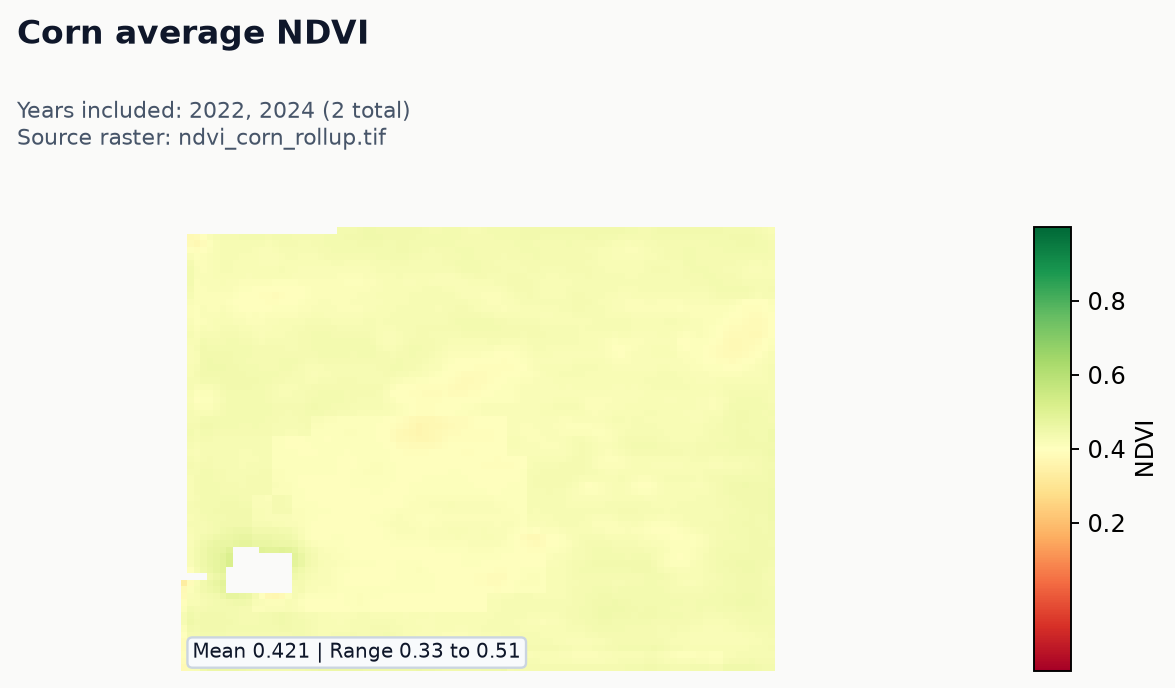 Corn average NDVI
Years included: 2022, 2024 (2 total)
Source raster: ndvi_corn_rollup.tif
0.8
0.6
0.4
0.2
NDVI
Mean 0.421 | Range 0.33 to 0.51